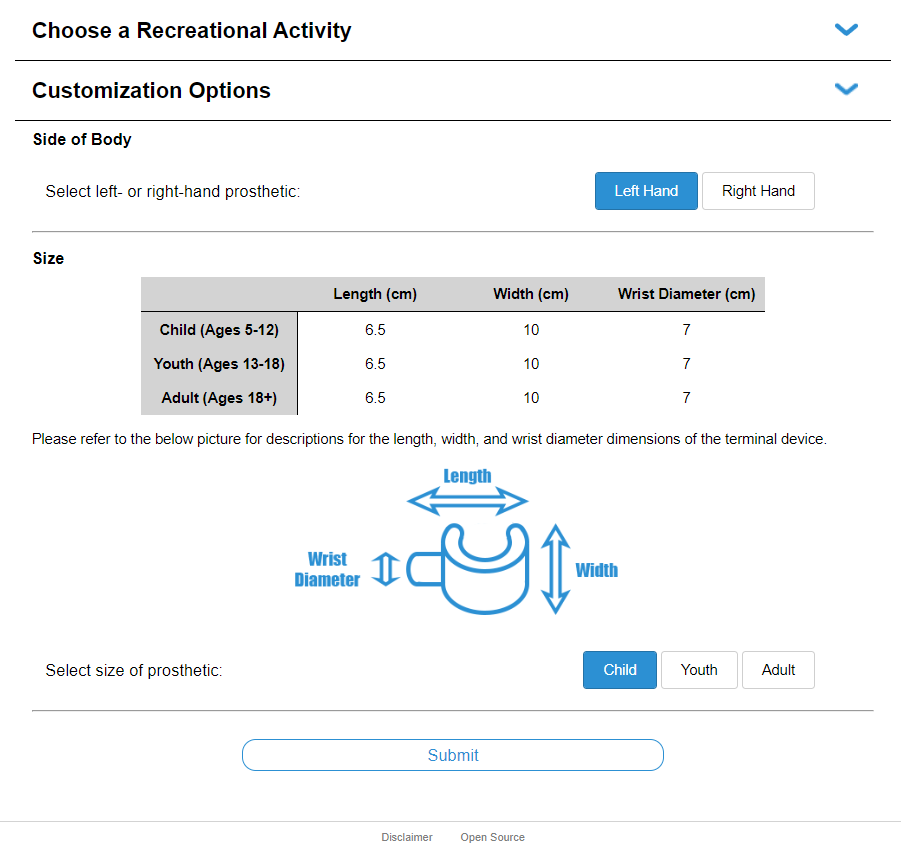 Choose a Recreational Activity
Customization Options
Side of Body
Select left- or right-hand prosthetic:
Left Hand Right Hand
Size
Length (cm) Width (cm) Wrist Diameter (cm)
Child (Ages 5-12) 6.5 10 7
Youth (Ages 13-18) 6.5 10 7
Adult (Ages 18+) 6.5 10 7
Please refer to the below picture for descriptions for the length, width, and wrist diameter dimensions of the terminal device.
Length
Wrist
Diameter
Width
Select size of prosthetic:
Child Youth Adult
Submit
Disclaimer Open Source